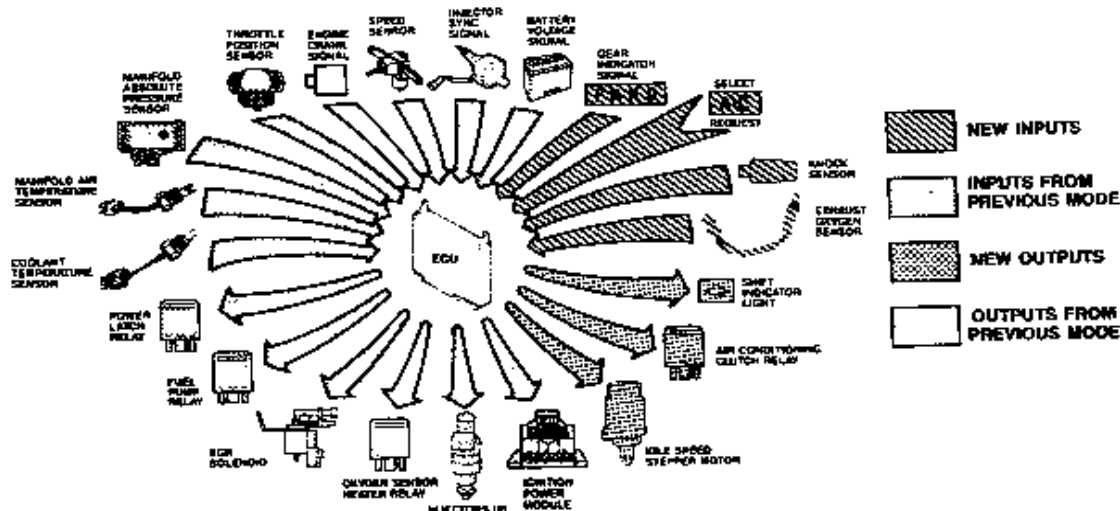 THROTTLE
POSITION
SENSOR
ENGINE
CRANK
SIGNAL
SPEED
SENSOR
INJECTOR
SYNC
SIGNAL
BATTERY
VOLTAGE
SIGNAL
GEAR
INDICATOR
SIGNAL
SELECT
REQUEST
MANIFOLD
ABSOLUTE
PRESSURE
SENSOR
MANIFOLD AIR
TEMPERATURE
SENSOR
COOLANT
TEMPERATURE
SENSOR
KNOCK
SENSOR
EXHAUST
OXYGEN
SENSOR
ECU
SHIFT
INDICATOR
LIGHT
AIR CONDITIONING
CLUTCH RELAY
IDLE SPEED
STEPPER MOTOR
IGNITION
POWER
MODULE
OXYGEN SENSOR
HEATER RELAY
EGR
SOLENOID
FUEL
PUMP
RELAY
POWER
LATCH
RELAY
NEW INPUTS
INPUTS FROM
PREVIOUS MODE
NEW OUTPUTS
OUTPUTS FROM
PREVIOUS MODE